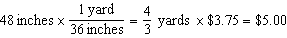 48 inches × 1 yard / 36 inches = 4/3 yards × $3.75 = $5.00